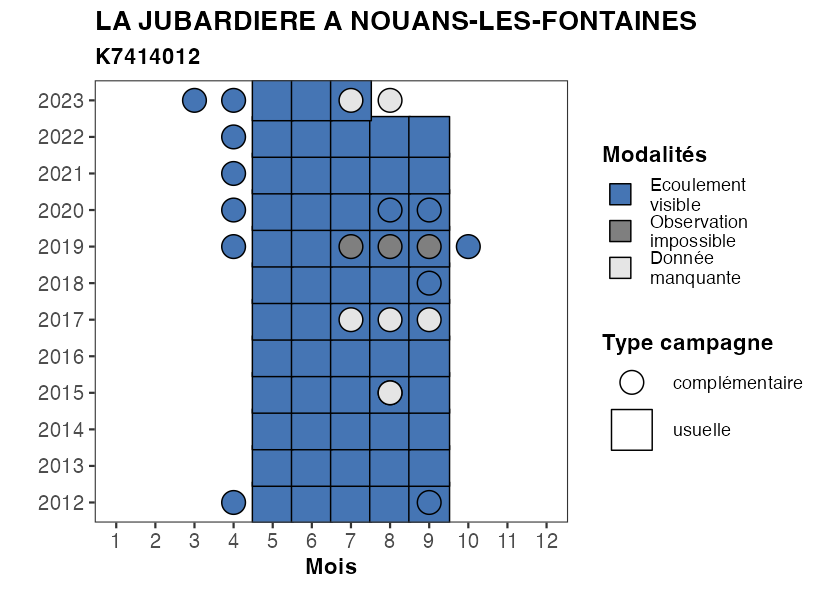 LA JUBARDIERE A NOUANS-LES-FONTAINES
K7414012
2023
2022
2021
2020
2019
2018
2017
2016
2015
2014
2013
2012
1 2 3 4 5 6 7 8 9 10 11 12
Mois
Modalités
Ecoulement
visible
Observation
impossible
Donnée
manquante
Type campagne
complémentaire
usuelle